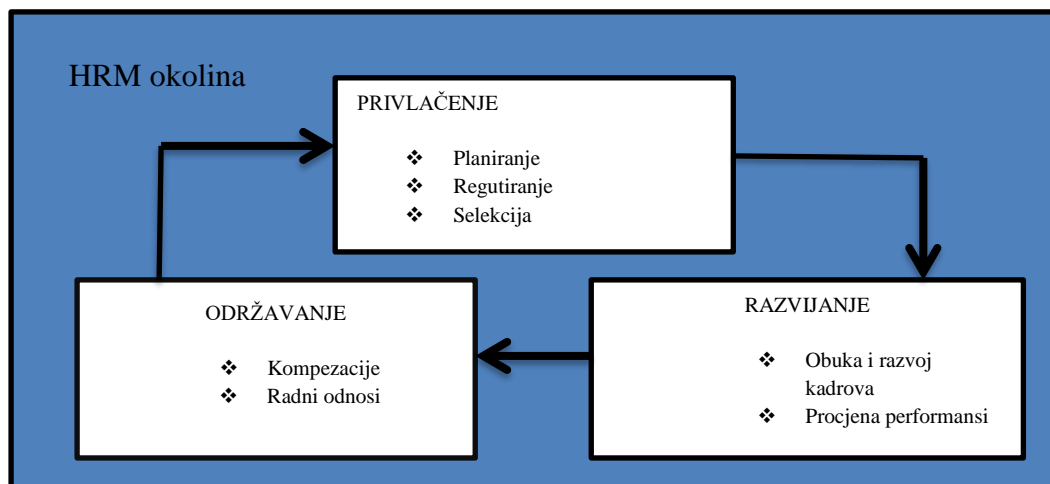 HRM okolina
PRIVLAČENJE
❖ Planiranje
❖ Regutiranje
❖ Selekcija
ODRŽAVANJE
❖ Kompezacije
❖ Radni odnosi
RAZVIJANJE
❖ Obuka i razvoj
kadrova
❖ Procjena performansi